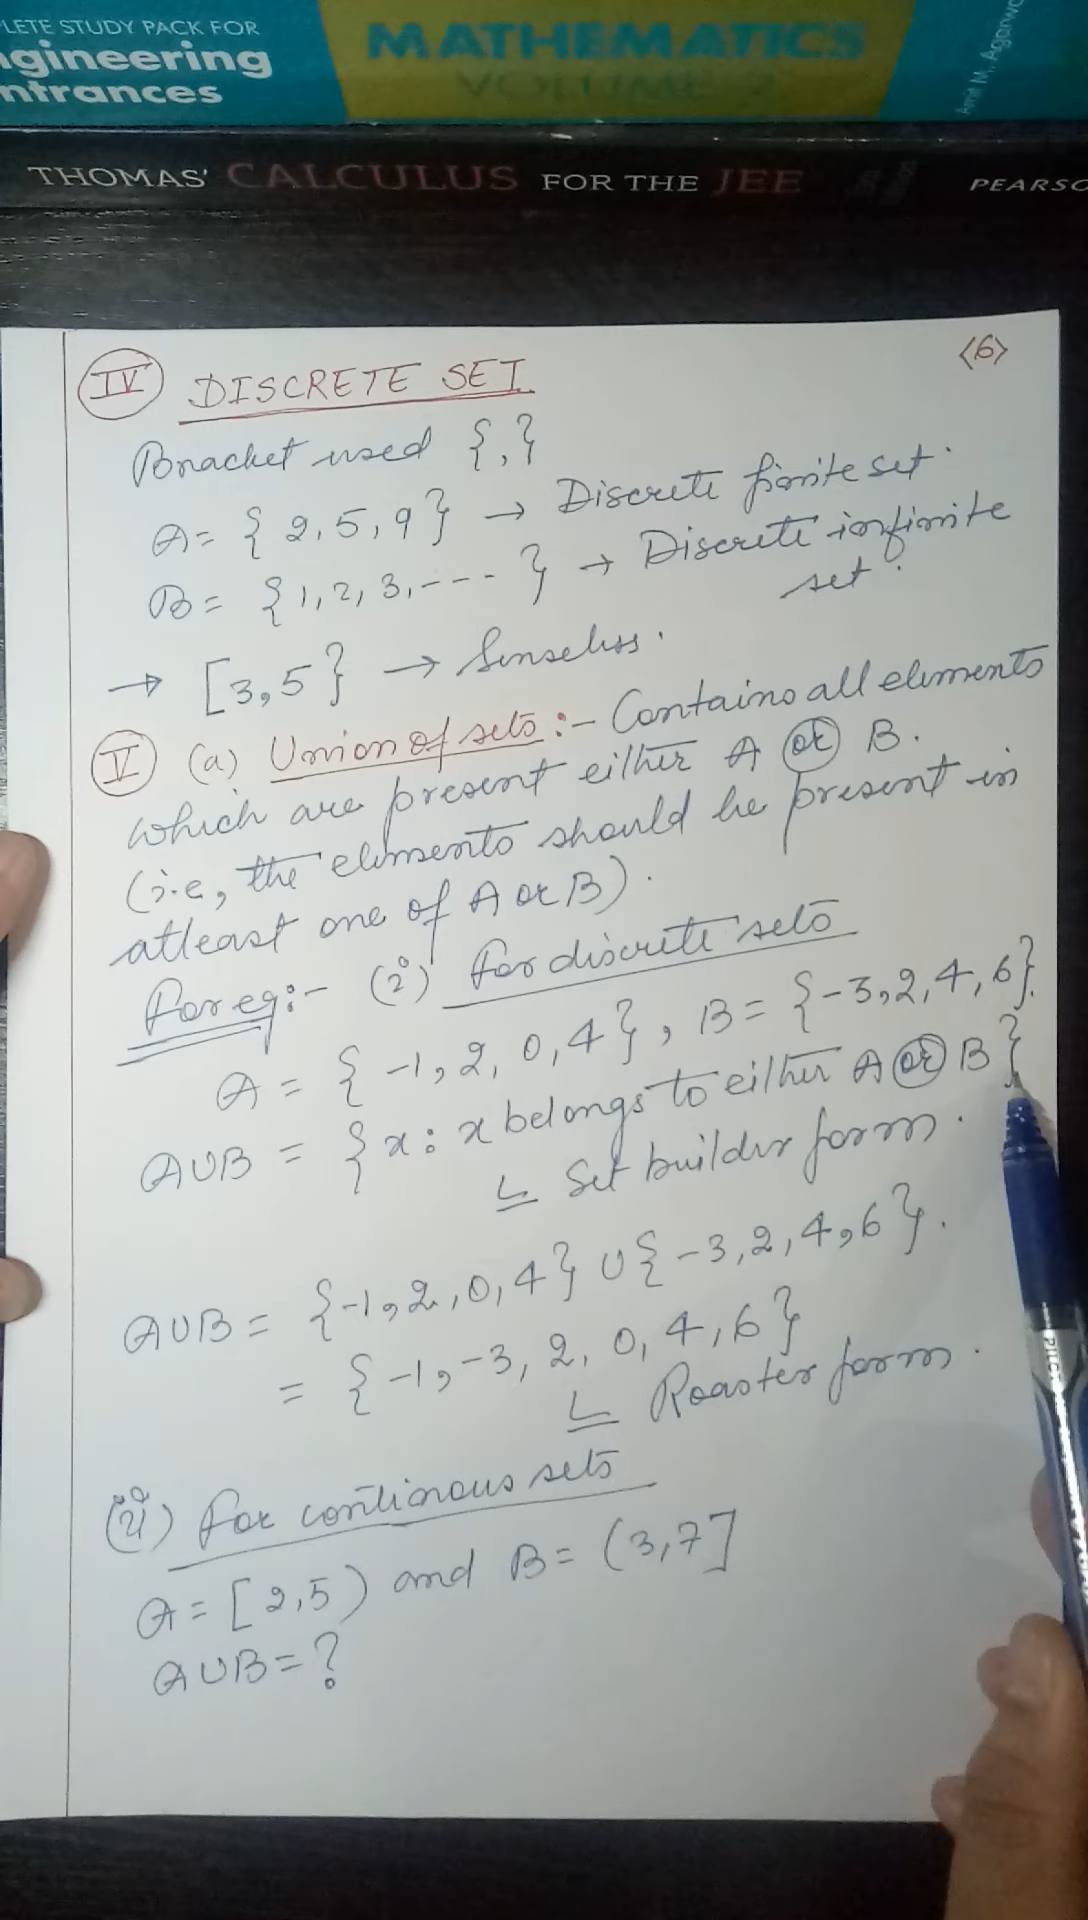 LETE STUDY PACK FOR
ngineering
ntrances
MATHEMATICS
VOLUME 2
Amit M. Agarwa
THOMAS' CALCULUS FOR THE JEE
PEARSO
<6>
IV DISCRETE SET
Bracket used {,}
A = {2,5,9} → Discrete finite set.
B = {1,2,3,---} → Discrete infinite
set.
→ [3,5} → Senseless.
V (a) Union of sets :- Contains all elements
which are present either A or B.
(i.e, the elements should be present in
atleast one of A or B).
For eg:- (i) For discrete sets
A = {-1,2,0,4}, B = {-3,2,4,6}.
A∪B = {x: x belongs to either A or B}
↳ Set builder form.
A∪B = {-1,2,0,4} ∪ {-3,2,4,6}.
= {-1,-3,2,0,4,6}
↳ Roaster form.
(ii) For continous sets
A = [2,5) and B = (3,7]
A∪B = ?